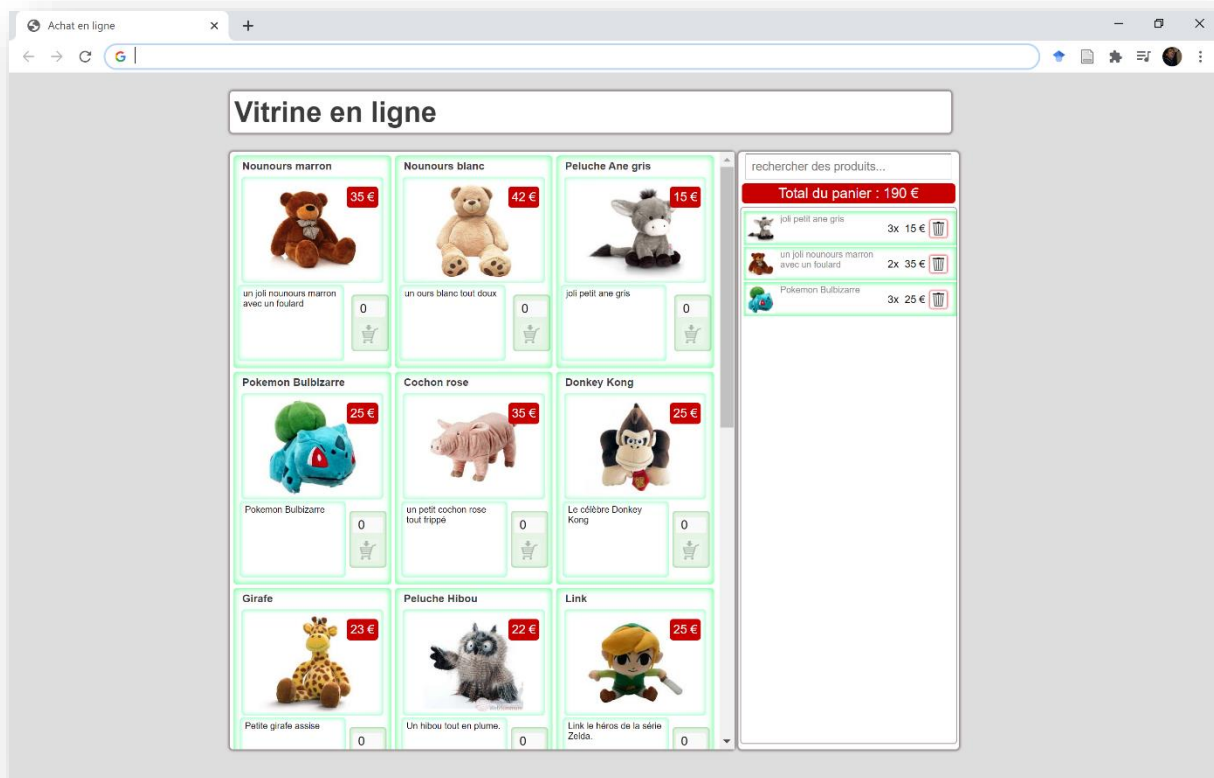 Achat en ligne
Vitrine en ligne
Nounours marron
35 €
un joli nounours marron
avec un foulard
0
Nounours blanc
42 €
un ours blanc tout doux
0
Peluche Ane gris
15 €
joli petit ane gris
0
Pokemon Bulbizarre
25 €
Pokemon Bulbizarre
0
Cochon rose
35 €
un petit cochon rose
tout frippé
0
Donkey Kong
25 €
Le célèbre Donkey
Kong
0
Girafe
23 €
Petite girafe assise
0
Peluche Hibou
22 €
Un hibou tout en plume.
0
Link
25 €
Link le héros de la série
Zelda.
0
rechercher des produits...
Total du panier : 190 €
joli petit ane gris
3x 15 €
un joli nounours marron
avec un foulard
2x 35 €
Pokemon Bulbizarre
3x 25 €